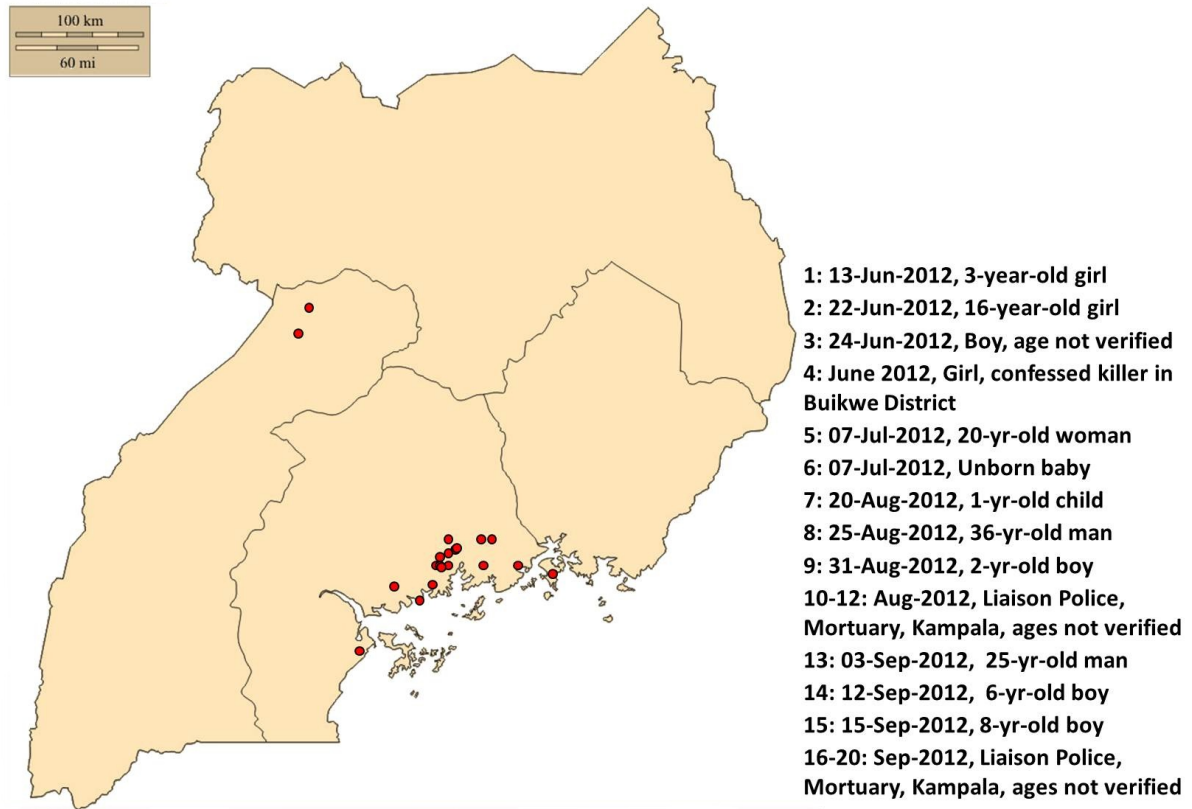 100 km
60 mi
1: 13-Jun-2012, 3-year-old girl
2: 22-Jun-2012, 16-year-old girl
3: 24-Jun-2012, Boy, age not verified
4: June 2012, Girl, confessed killer in
Buikwe District
5: 07-Jul-2012, 20-yr-old woman
6: 07-Jul-2012, Unborn baby
7: 20-Aug-2012, 1-yr-old child
8: 25-Aug-2012, 36-yr-old man
9: 31-Aug-2012, 2-yr-old boy
10-12: Aug-2012, Liaison Police,
Mortuary, Kampala, ages not verified
13: 03-Sep-2012,  25-yr-old man
14: 12-Sep-2012,  6-yr-old boy
15: 15-Sep-2012, 8-yr-old boy
16-20: Sep-2012, Liaison Police,
Mortuary, Kampala, ages not verified